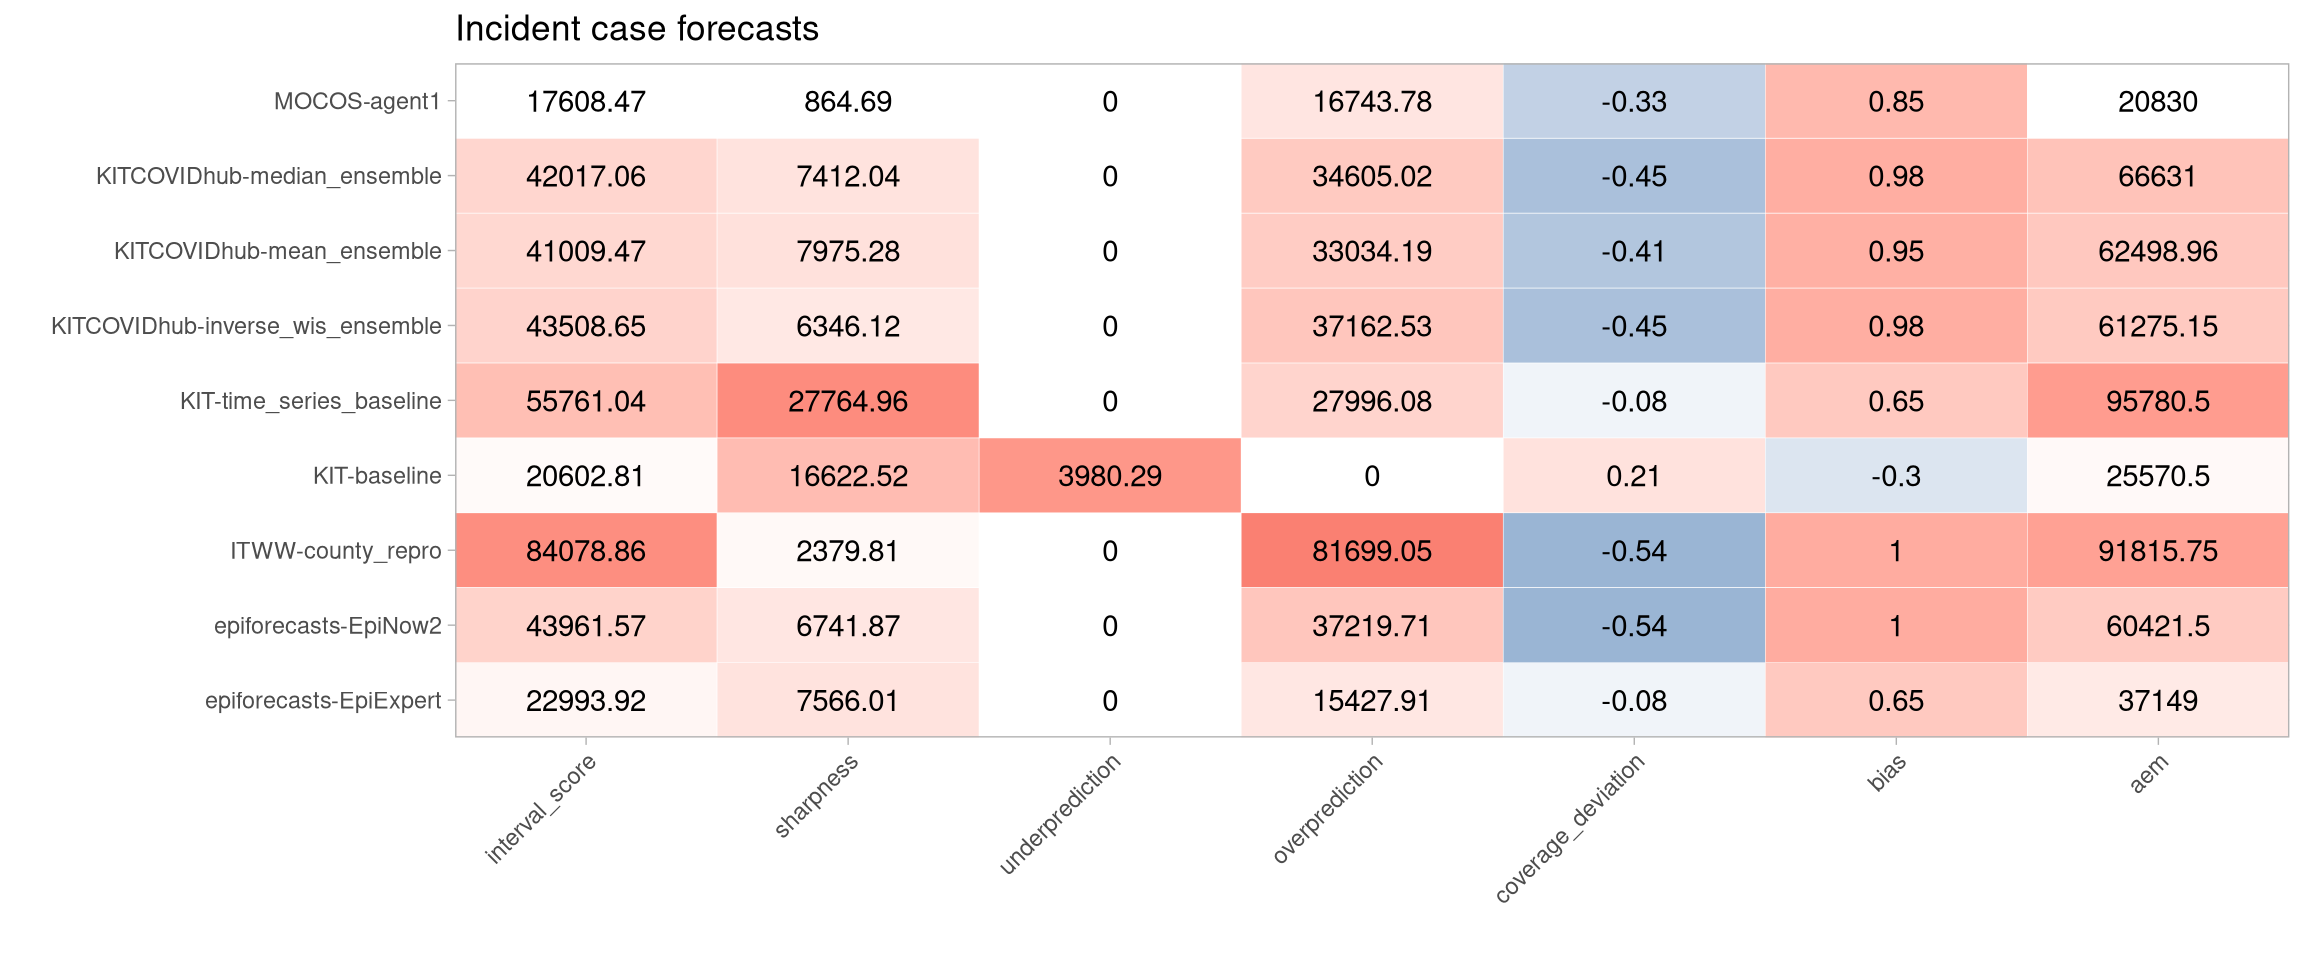 Incident case forecasts
MOCOS-agent1 17608.47 864.69 0 16743.78 -0.33 0.85 20830
KITCOVIDhub-median_ensemble 42017.06 7412.04 0 34605.02 -0.45 0.98 66631
KITCOVIDhub-mean_ensemble 41009.47 7975.28 0 33034.19 -0.41 0.95 62498.96
KITCOVIDhub-inverse_wis_ensemble 43508.65 6346.12 0 37162.53 -0.45 0.98 61275.15
KIT-time_series_baseline 55761.04 27764.96 0 27996.08 -0.08 0.65 95780.5
KIT-baseline 20602.81 16622.52 3980.29 0 0.21 -0.3 25570.5
ITWW-county_repro 84078.86 2379.81 0 81699.05 -0.54 1 91815.75
epiforecasts-EpiNow2 43961.57 6741.87 0 37219.71 -0.54 1 60421.5
epiforecasts-EpiExpert 22993.92 7566.01 0 15427.91 -0.08 0.65 37149
interval_score sharpness underprediction overprediction coverage_deviation bias aem